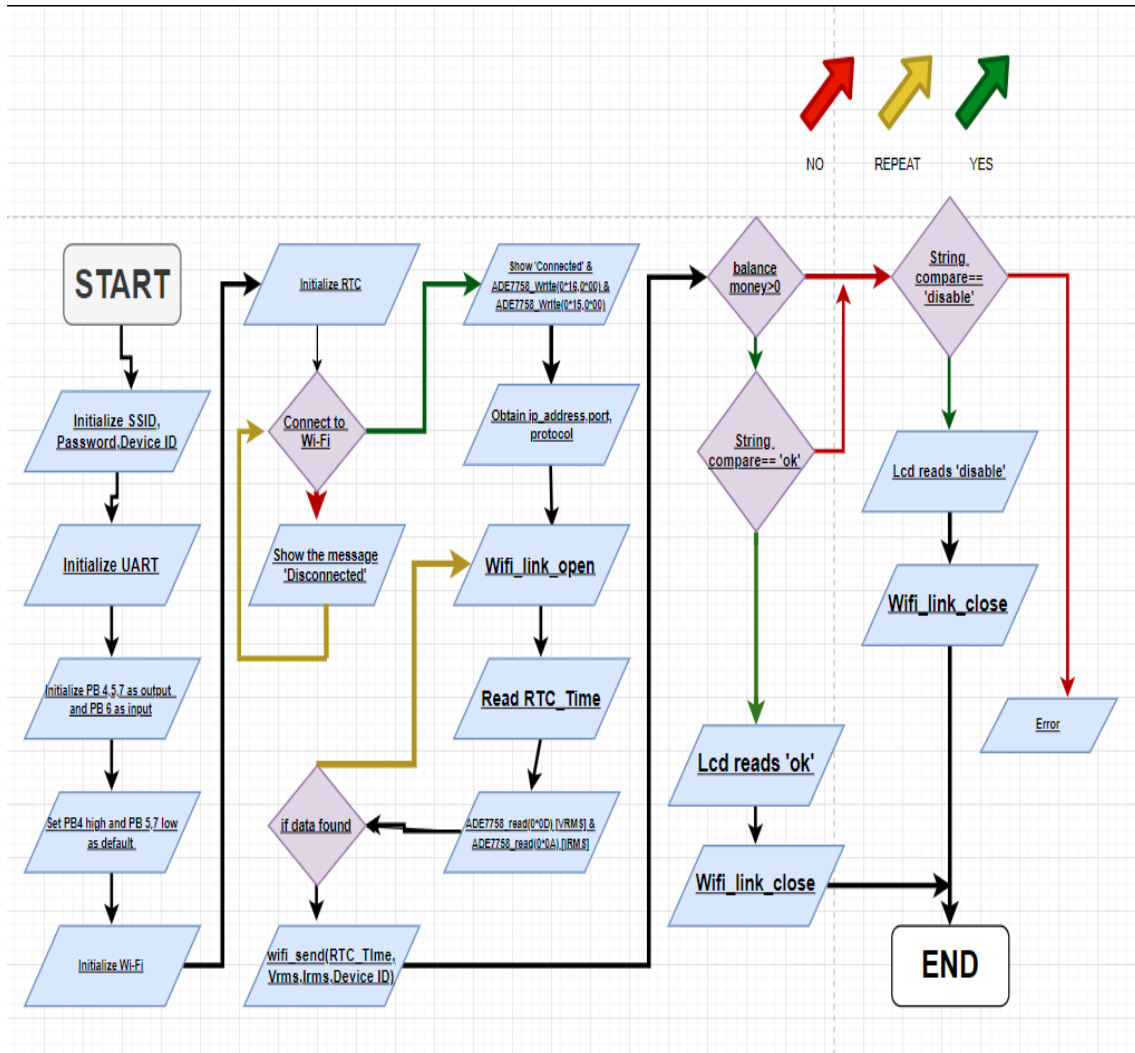 NO
REPEAT
YES
START
Initialize SSID,
Password,Device ID
Initialize UART
Initialize PB 4,5,7 as output
and PB 6 as input
Set PB4 high and PB 5,7 low
as default
Initialize Wi-Fi
Initialize RTC
Connect to
Wi-Fi
Show the message
'Disconnected'
if data found
wifi_send(RTC_TIme,
Vrms,Irms,Device ID)
Show 'Connected' &
ADE7758_Write(0*16,0*00) &
ADE7758_Write(0*15,0*00)
Obtain ip_address,port,
protocol
Wifi_link_open
Read RTC_Time
ADE7758_read(0*0D) [VRMS] &
ADE7758_read(0*0A) [IRMS]
balance
money>0
String
compare== 'ok'
Lcd reads 'ok'
Wifi_link_close
String
compare==
'disable'
Lcd reads 'disable'
Wifi_link_close
Error
END